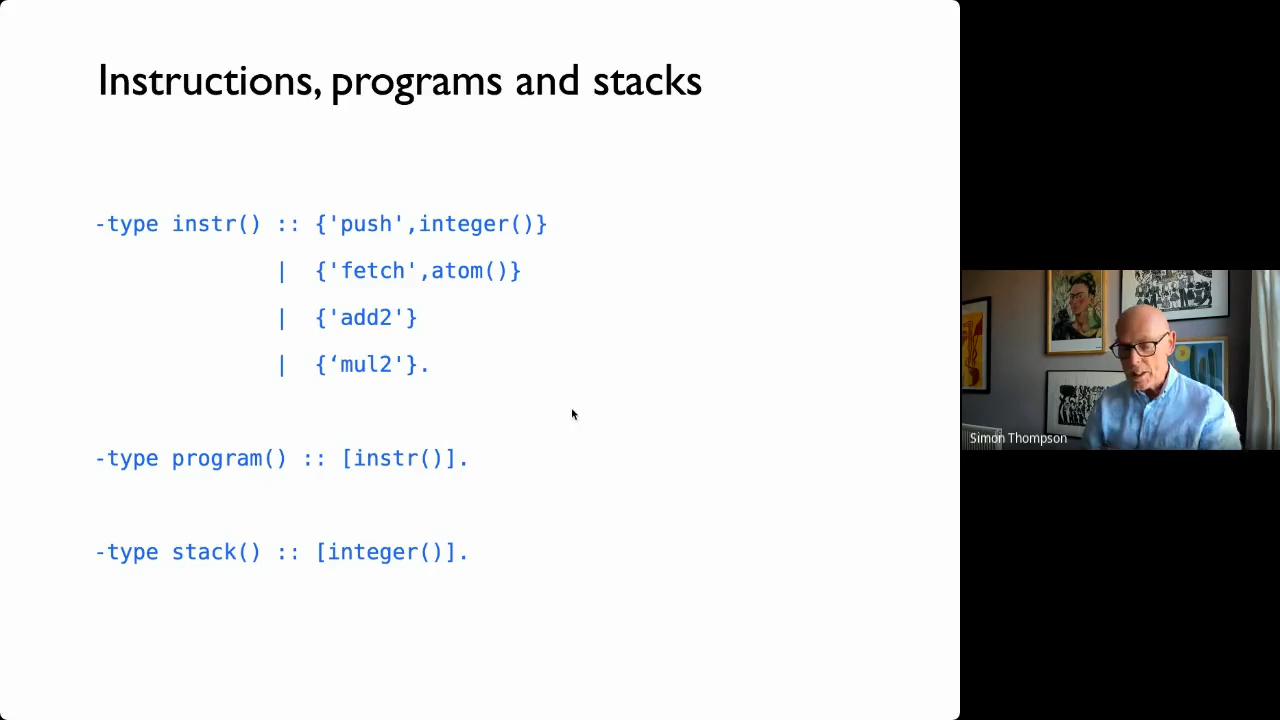 Instructions, programs and stacks
-type instr() :: {'push',integer()}
| {'fetch',atom()}
| {'add2'}
| {‘mul2'}.
-type program() :: [instr()].
-type stack() :: [integer()].
Simon Thompson